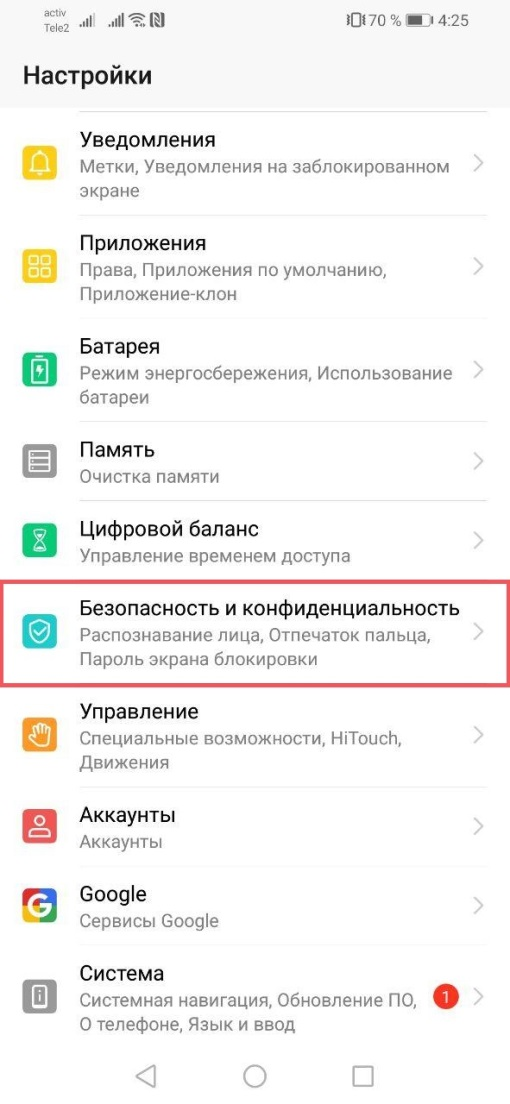 activ
Tele2
70 % 4:25
Настройки
Уведомления
Метки, Уведомления на заблокированном
экране
Приложения
Права, Приложения по умолчанию,
Приложение-клон
Батарея
Режим энергосбережения, Использование
батареи
Память
Очистка памяти
Цифровой баланс
Управление временем доступа
Безопасность и конфиденциальность
Распознавание лица, Отпечаток пальца,
Пароль экрана блокировки
Управление
Специальные возможности, HiTouch,
Движения
Аккаунты
Аккаунты
Google
Сервисы Google
Система
Системная навигация, Обновление ПО,
О телефоне, Язык и ввод
1